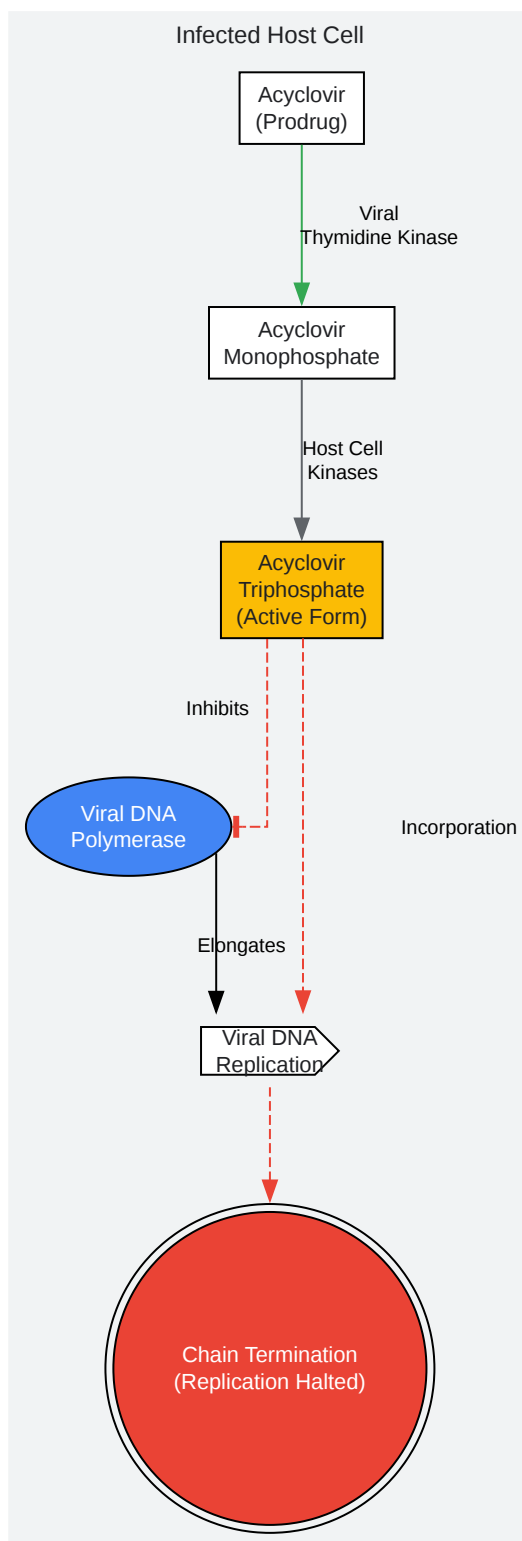 Infected Host Cell
Acyclovir
(Prodrug)
Viral
Thymidine Kinase
Acyclovir
Monophosphate
Host Cell
Kinases
Acyclovir
Triphosphate
(Active Form)
Inhibits
Viral DNA
Polymerase
Incorporation
Elongates
Viral DNA
Replication
Chain Termination
(Replication Halted)